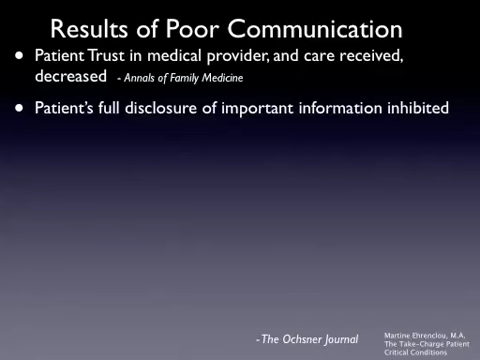 Results of Poor Communication
• Patient Trust in medical provider, and care received,
decreased - Annals of Family Medicine
• Patient's full disclosure of important information inhibited
- The Ochsner Journal
Martine Ehrenclou, M.A.
The Take-Charge Patient
Critical Conditions